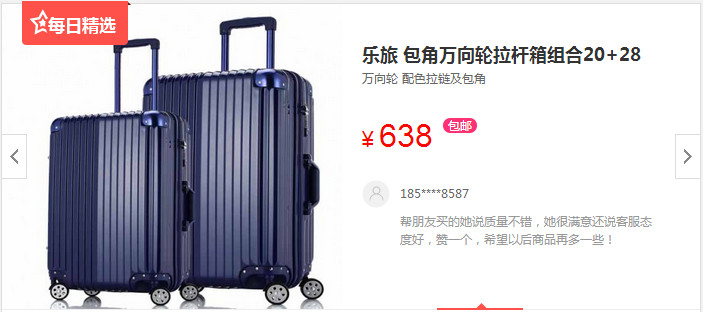 每日精选
乐旅 包角万向轮拉杆箱组合20+28
万向轮 配色拉链及包角
¥ 638 包邮
185****8587
帮朋友买的她说质量不错，她很满意还说客服态
度好，赞一个，希望以后商品再多一些！